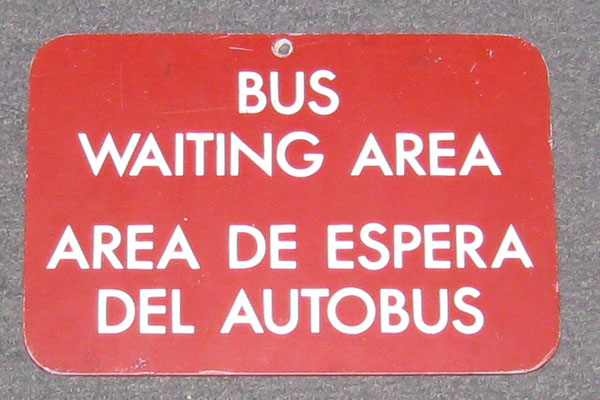 BUS
WAITING AREA
AREA DE ESPERA
DEL AUTOBUS